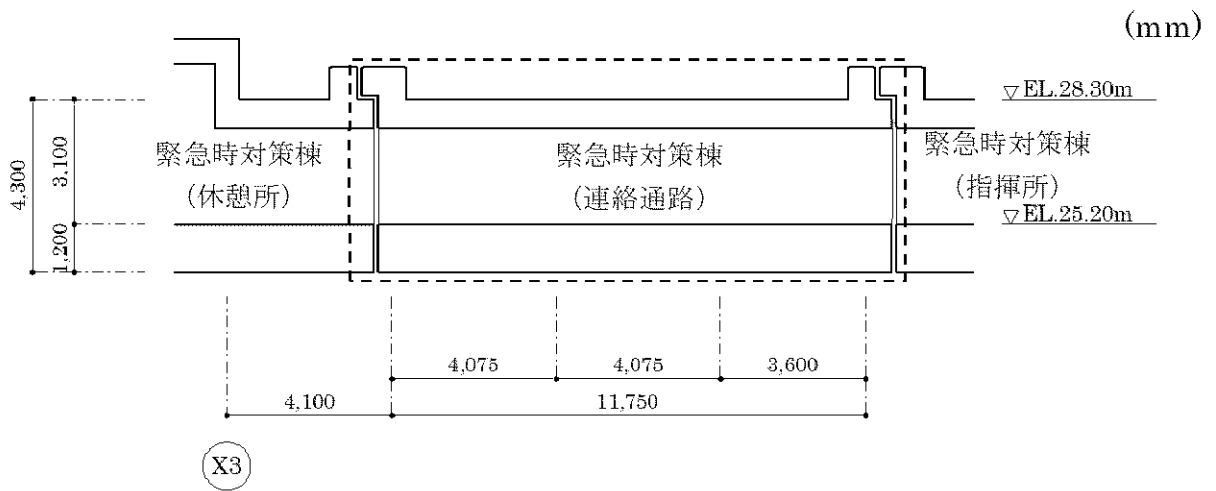 (mm)
▽EL.28.30m
緊急時対策棟
(休憩所)
緊急時対策棟
(連絡通路)
緊急時対策棟
(指揮所)
▽EL.25.20m
4,300
3,100
1,200
4,075
4,075
3,600
4,100
11,750
X3